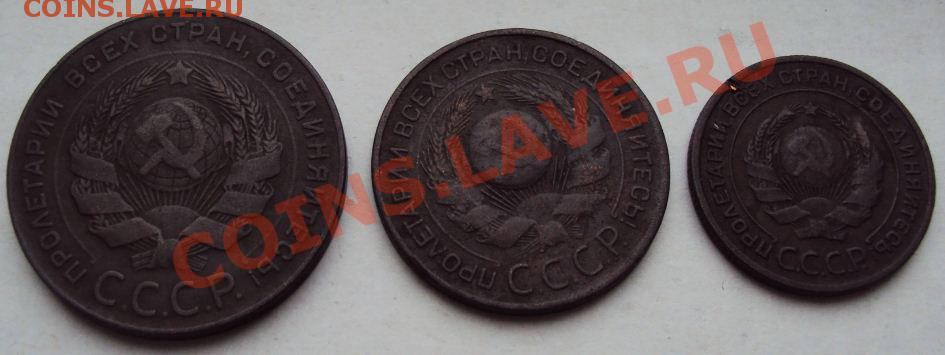 COINS.LAVE.RU
COINS.LAVE.RU
ПРОЛЕТАРИИ ВСЕХ СТРАН, СОЕДИНЯЙТЕСЬ!
С.С.С.Р.
ПРОЛЕТАРИИ ВСЕХ СТРАН, СОЕДИНЯЙТЕСЬ!
С.С.С.Р.
ПРОЛЕТАРИИ ВСЕХ СТРАН, СОЕДИНЯЙТЕСЬ
С.С.С.Р.